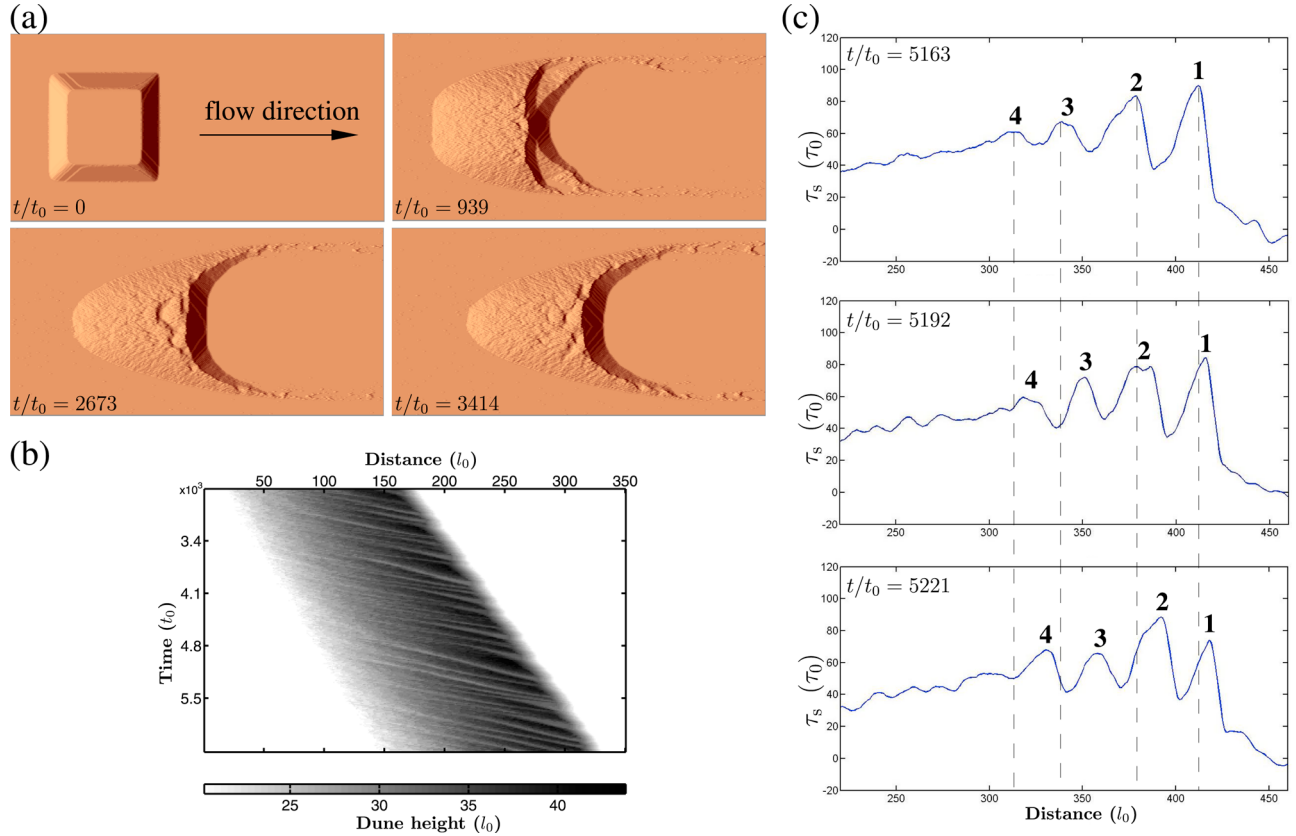 (a)
flow direction
t/t₀ = 0
t/t₀ = 939
t/t₀ = 2673
t/t₀ = 3414
(b)
Distance (l₀)
50 100 150 200 250 300 350
x10³
3.4
4.1
4.8
5.5
Time (t₀)
25 30 35 40
Dune height (l₀)
(c)
t/t₀ = 5163
120
100
80
60
40
20
0
-20
τₛ (τ₀)
4 3 2 1
250 300 350 400 450
t/t₀ = 5192
120
100
80
60
40
20
0
-20
τₛ (τ₀)
4 3 2 1
250 300 350 400 450
t/t₀ = 5221
120
100
80
60
40
20
0
-20
τₛ (τ₀)
4 3 2 1
250 300 350 400 450
Distance (l₀)